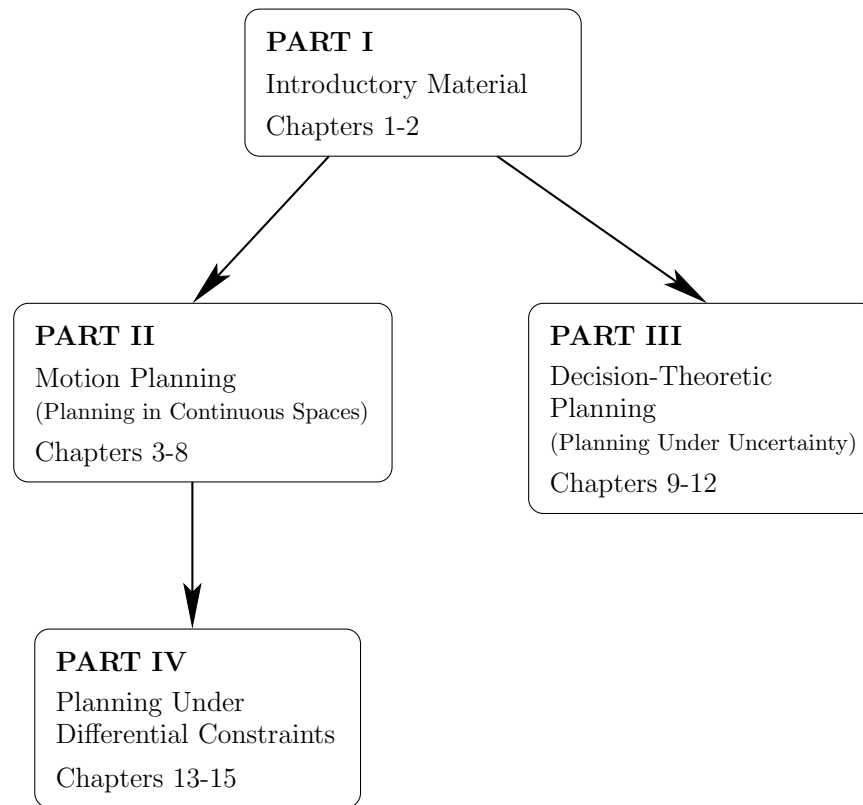 PART I
Introductory Material
Chapters 1-2
PART II
Motion Planning
(Planning in Continuous Spaces)
Chapters 3-8
PART III
Decision-Theoretic
Planning
(Planning Under Uncertainty)
Chapters 9-12
PART IV
Planning Under
Differential Constraints
Chapters 13-15